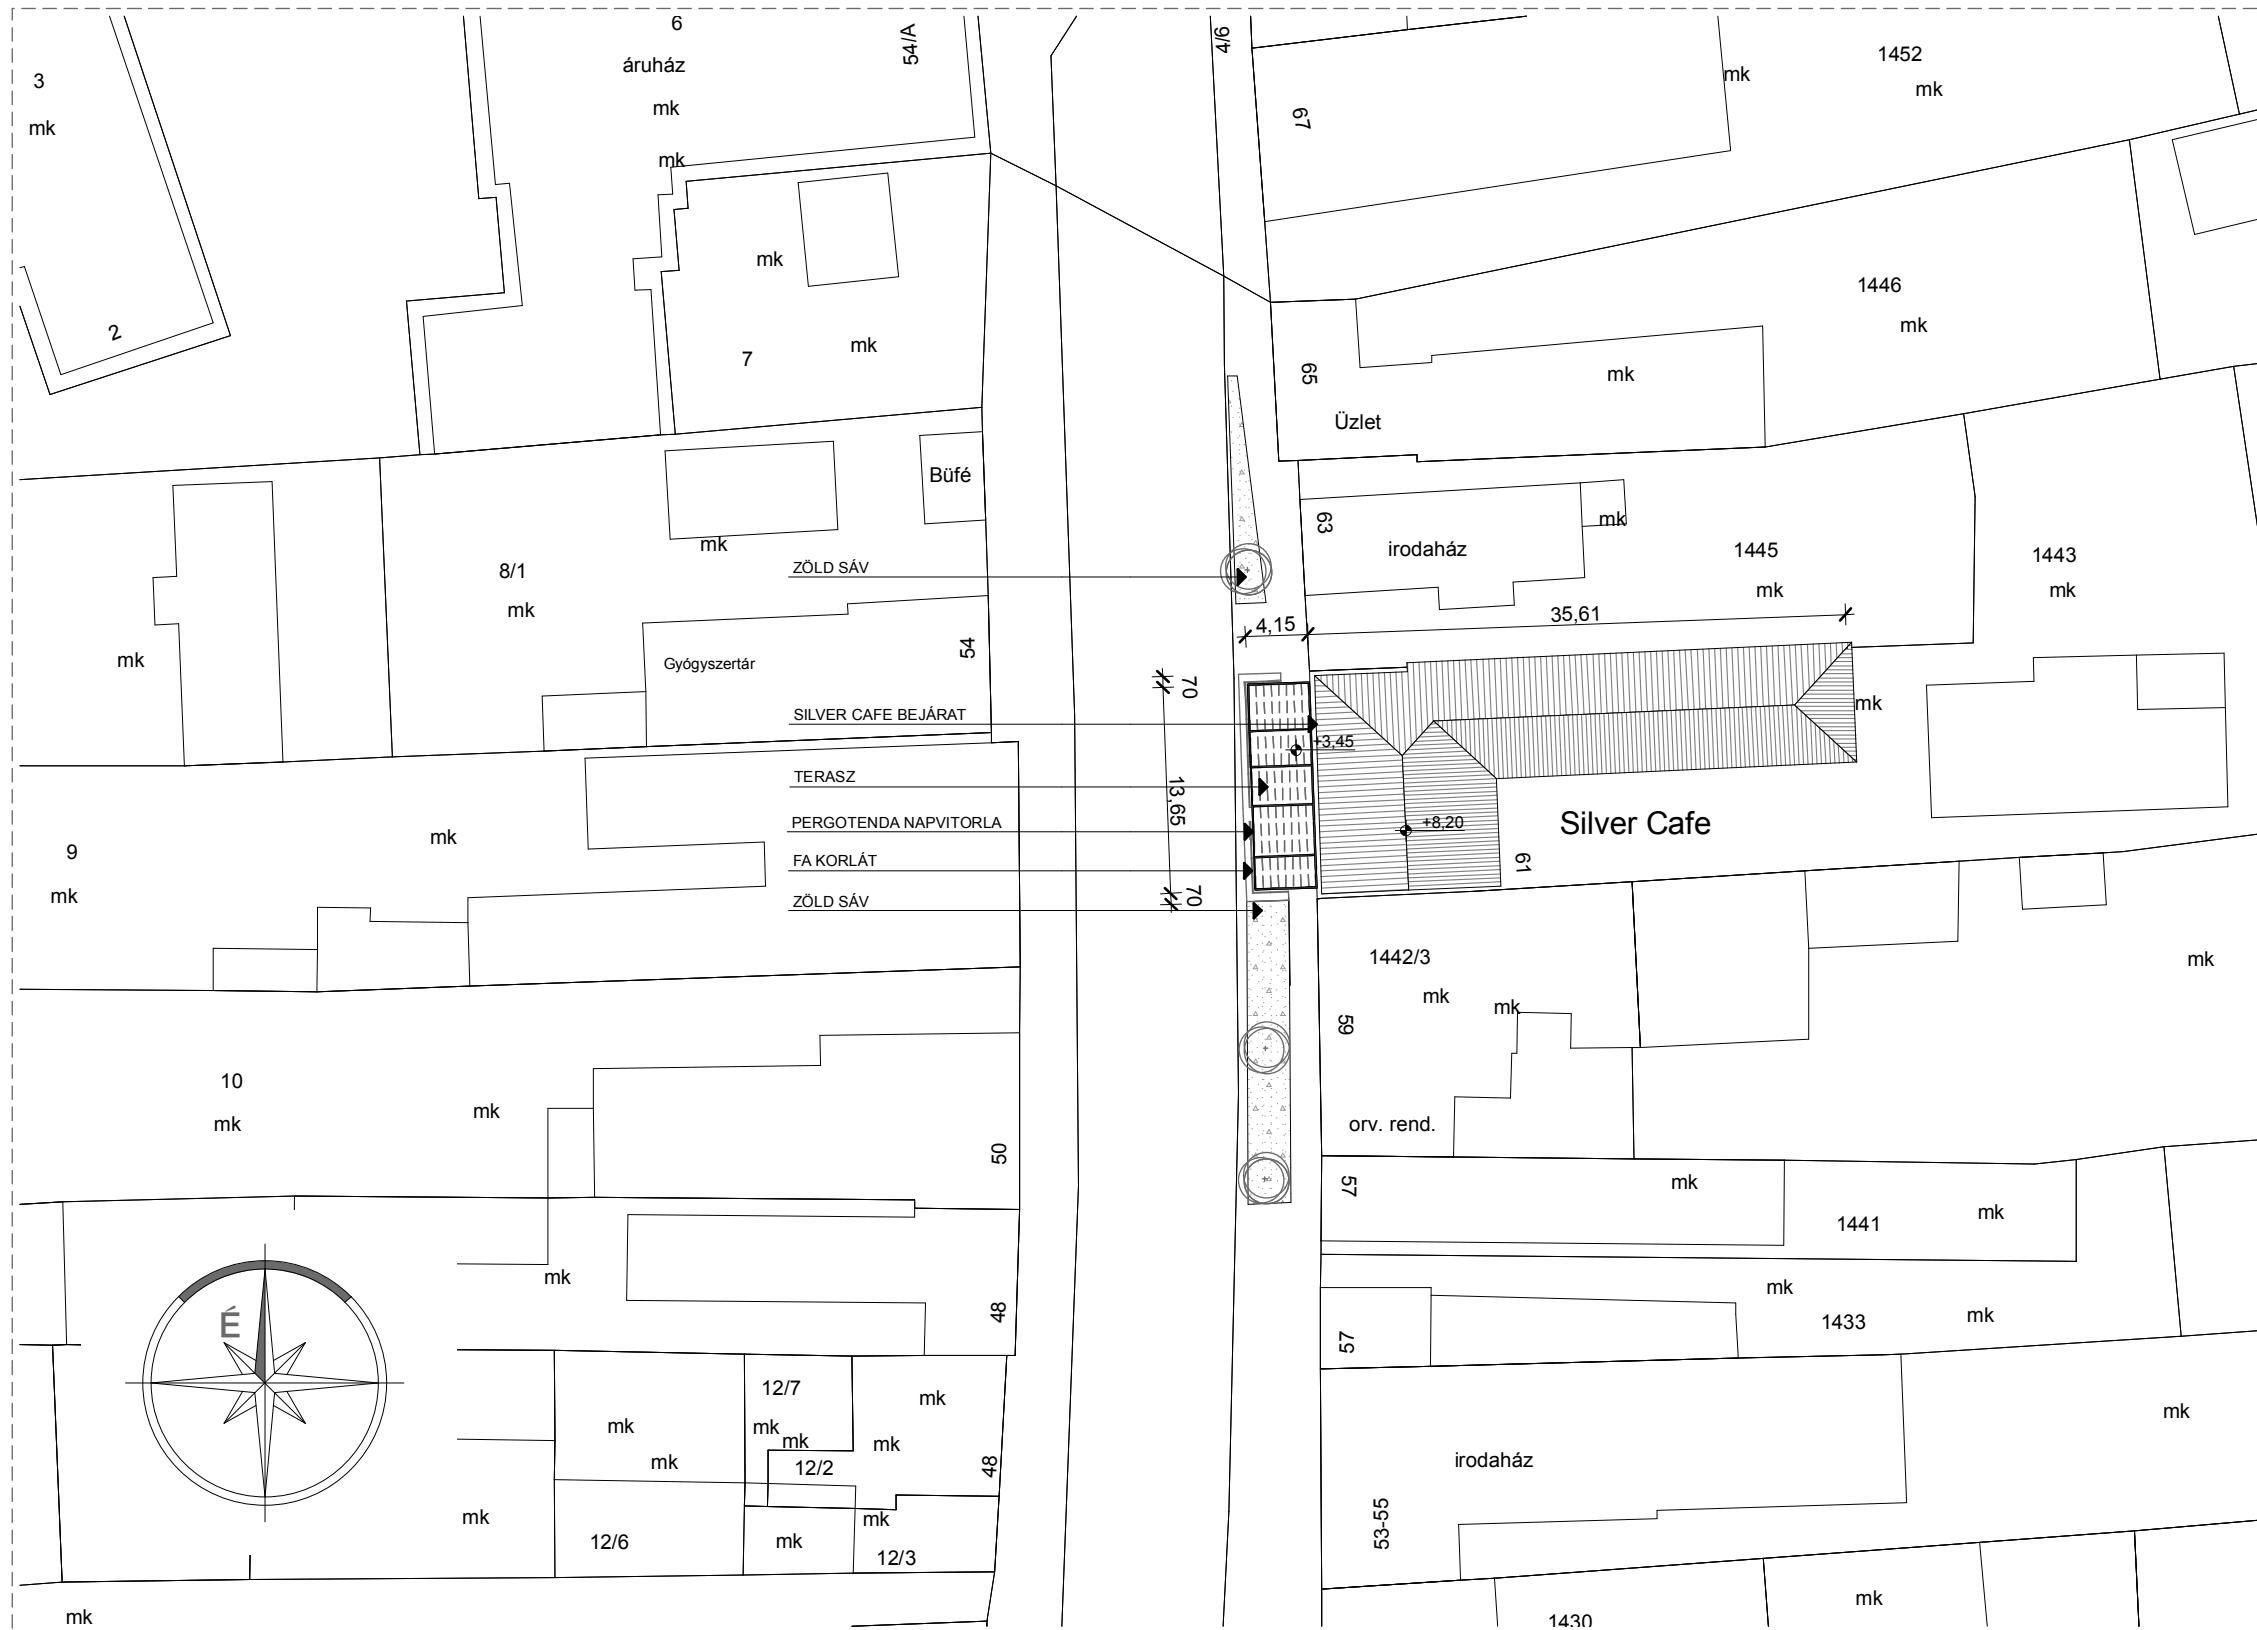 6
54/A
4/6
1452
3
áruház
mk
mk
mk
mk
67
mk
mk
mk
1446
mk
2
7
mk
65
mk
Üzlet
Büfé
63
mk
mk
irodaház
1445
1443
8/1
ZÖLD SÁV
mk
mk
mk
4,15
35,61
mk
Gyógyszertár
54
70
mk
SILVER CAFE BEJÁRAT
+3,45
TERASZ
13,65
PERGOTENDA NAPVITORLA
+8,20
Silver Cafe
mk
9
FA KORLÁT
61
mk
ZÖLD SÁV
70
1442/3
mk
mk
mk
59
10
mk
mk
orv. rend.
50
57
mk
mk
1441
mk
mk
mk
É
48
1433
57
12/7
mk
mk
mk
mk
mk
mk
mk
12/2
48
irodaház
mk
mk
53-55
12/6
mk
12/3
mk
mk
1430